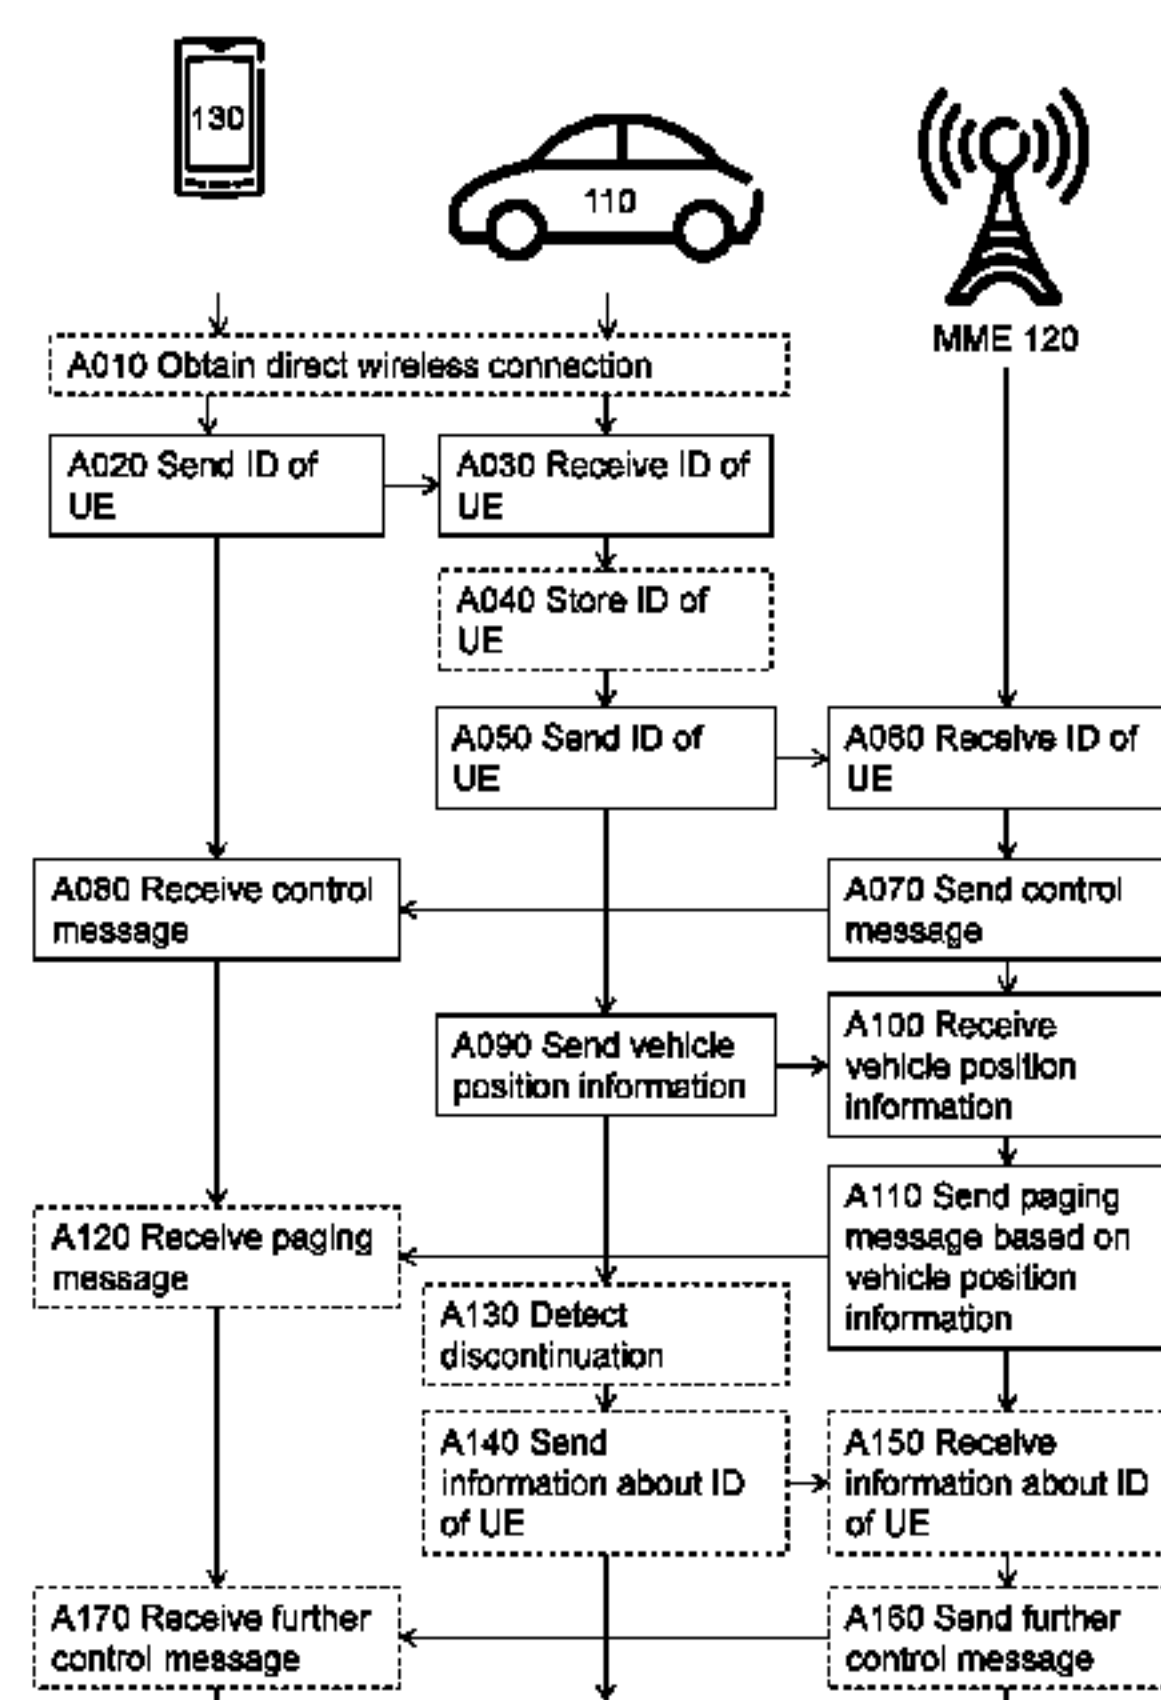 130
110
MME 120
A010 Obtain direct wireless connection
A020 Send ID of
UE
A030 Receive ID of
UE
A040 Store ID of
UE
A050 Send ID of
UE
A060 Receive ID of
UE
A080 Receive control
message
A070 Send control
message
A090 Send vehicle
position information
A100 Receive
vehicle position
information
A110 Send paging
message based on
vehicle position
information
A120 Receive paging
message
A130 Detect
discontinuation
A140 Send
information about ID
of UE
A150 Receive
information about ID
of UE
A170 Receive further
control message
A160 Send further
control message